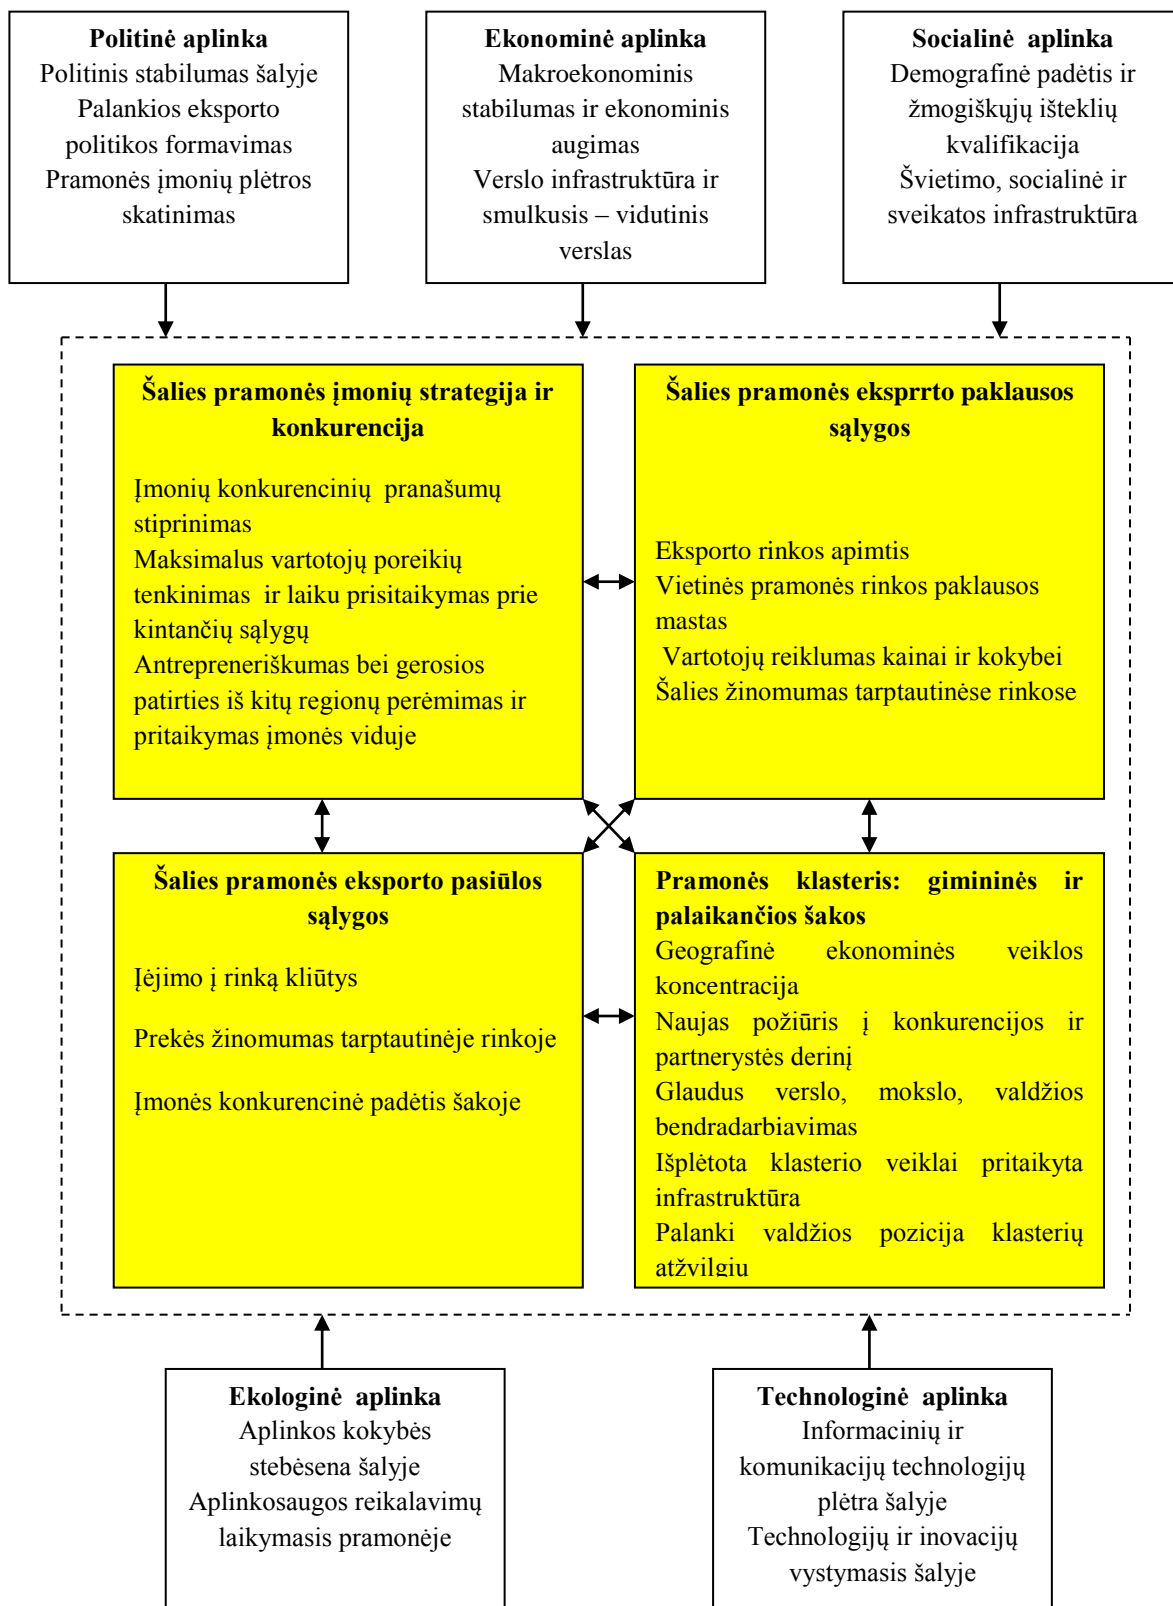 Politinė aplinka
Politinis stabilumas šalyje
Palankios eksporto
politikos formavimas
Pramonės įmonių plėtros
skatinimas
Ekonominė aplinka
Makroekonominis
stabilumas ir ekonominis
augimas
Verslo infrastruktūra ir
smulkusis – vidutinis
verslas
Socialinė aplinka
Demografinė padėtis ir
žmogiškųjų išteklių
kvalifikacija
Švietimo, socialinė ir
sveikatos infrastruktūra
Šalies pramonės įmonių strategija ir
konkurencija
Įmonių konkurencinių pranašumų
stiprinimas
Maksimalus vartotojų poreikių
tenkinimas ir laiku prisitaikymas prie
kintančių sąlygų
Antrepreneriškumas bei gerosios
patirties iš kitų regionų perėmimas ir
pritaikymas įmonės viduje
Šalies pramonės eksprrto paklausos
sąlygos
Eksporto rinkos apimtis
Vietinės pramonės rinkos paklausos
mastas
Vartotojų reiklumas kainai ir kokybei
Šalies žinomumas tarptautinėse rinkose
Šalies pramonės eksporto pasiūlos
sąlygos
Įėjimo į rinką kliūtys
Prekės žinomumas tarptautinėje rinkoje
Įmonės konkurencinė padėtis šakoje
Pramonės klasteris: gimininės ir
palaikančios šakos
Geografinė ekonominės veiklos
koncentracija
Naujas požiūris į konkurencijos ir
partnerystės derinį
Glaudus verslo, mokslo, valdžios
bendradarbiavimas
Išplėtota klasterio veiklai pritaikyta
infrastruktūra
Palanki valdžios pozicija klasterių
atžvilgiu
Ekologinė aplinka
Aplinkos kokybės
stebėsena šalyje
Aplinkosaugos reikalavimų
laikymasis pramonėje
Technologinė aplinka
Informacinių ir
komunikacijų technologijų
plėtra šalyje
Technologijų ir inovacijų
vystymasis šalyje